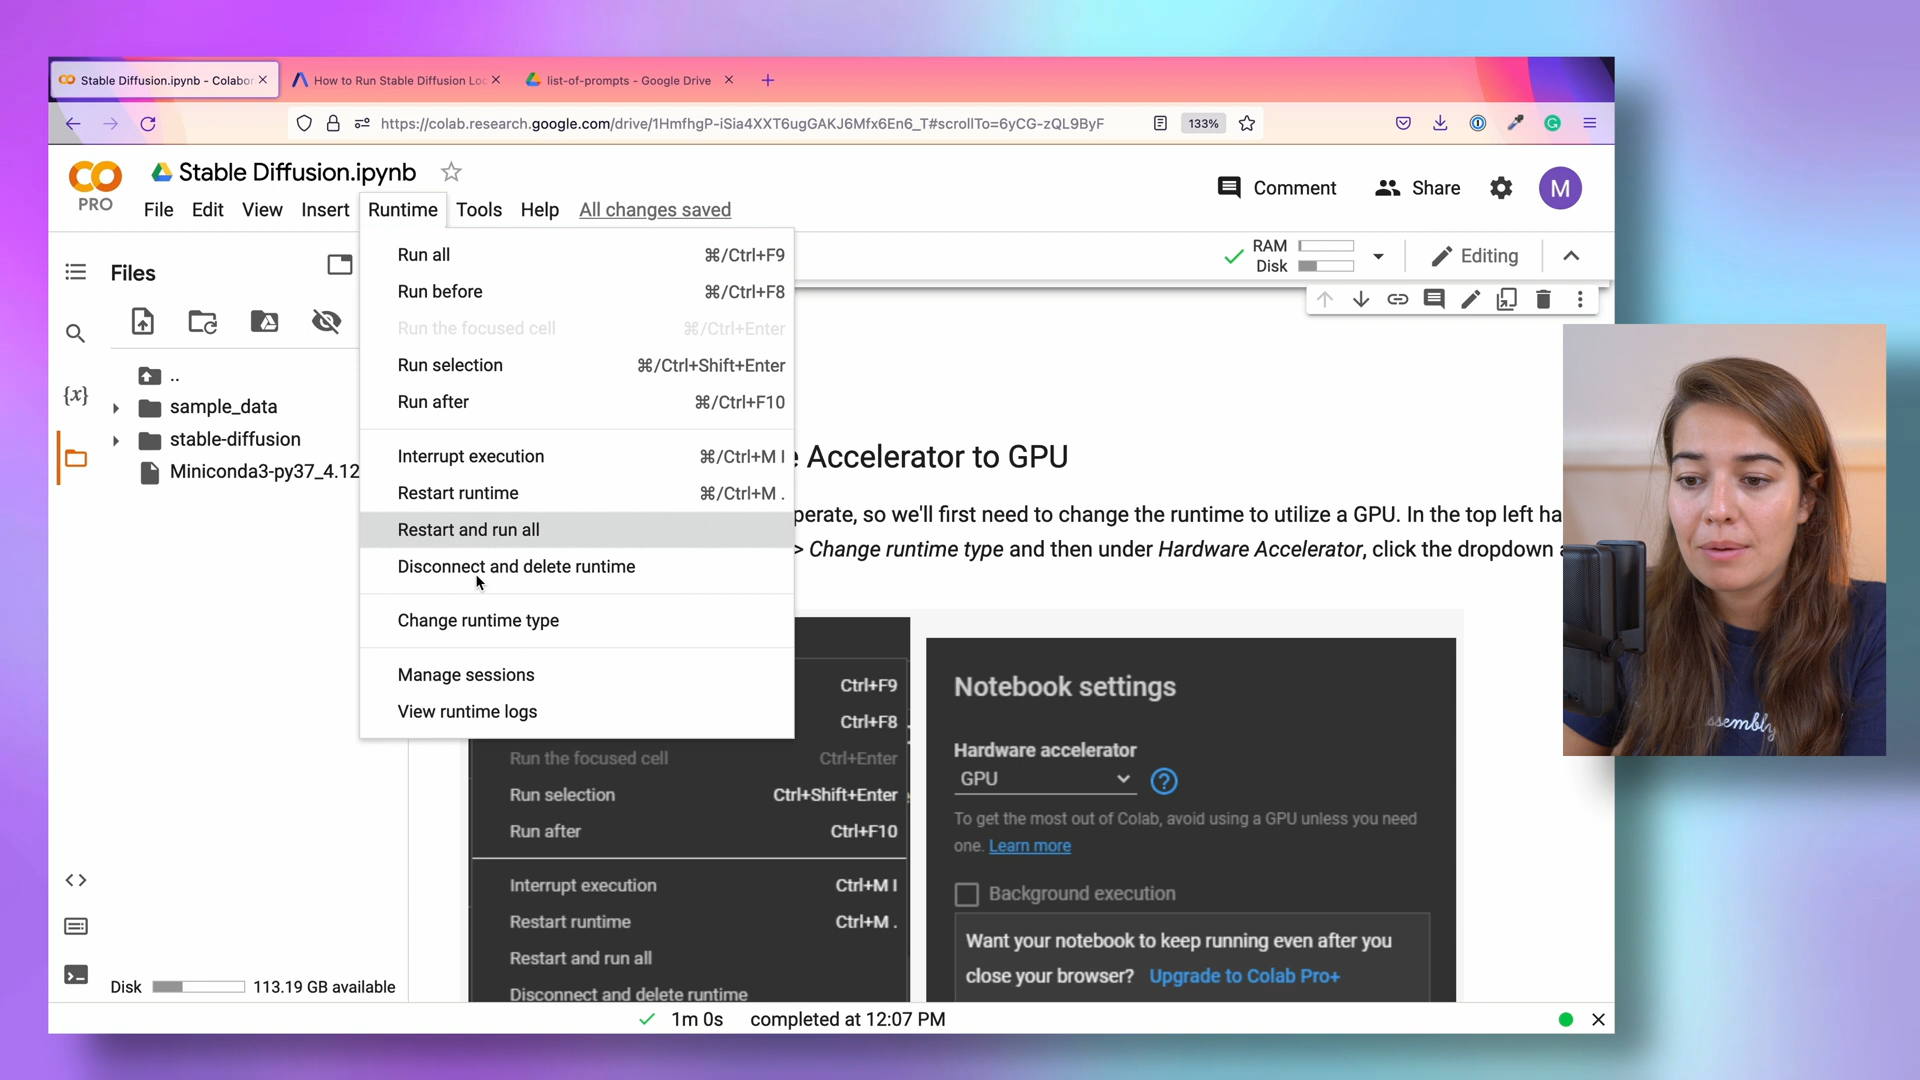 Stable Diffusion.ipynb - Colabor
How to Run Stable Diffusion Loc
list-of-prompts - Google Drive
https://colab.research.google.com/drive/1HmfhgP-iSia4XXT6ugGAKJ6Mfx6En6_T#scrollTo=6yCG-zQL9ByF
133%
PRO
Stable Diffusion.ipynb
File Edit View Insert Runtime Tools Help All changes saved
Comment
Share
M
RAM
Disk
Editing
Files
..
sample_data
stable-diffusion
Miniconda3-py37_4.12
{x}
Run all ⌘/Ctrl+F9
Run before ⌘/Ctrl+F8
Run the focused cell ⌘/Ctrl+Enter
Run selection ⌘/Ctrl+Shift+Enter
Run after ⌘/Ctrl+F10
Interrupt execution ⌘/Ctrl+M I
Restart runtime ⌘/Ctrl+M .
Restart and run all
Disconnect and delete runtime
Change runtime type
Manage sessions
View runtime logs
Accelerator to GPU
perate, so we'll first need to change the runtime to utilize a GPU. In the top left ha
> Change runtime type and then under Hardware Accelerator, click the dropdown a
Ctrl+F9
Ctrl+F8
Run the focused cell Ctrl+Enter
Run selection Ctrl+Shift+Enter
Run after Ctrl+F10
Interrupt execution Ctrl+M I
Restart runtime Ctrl+M .
Restart and run all
Disconnect and delete runtime
Notebook settings
Hardware accelerator
GPU
?
To get the most out of Colab, avoid using a GPU unless you need
one. Learn more
Background execution
Want your notebook to keep running even after you
close your browser? Upgrade to Colab Pro+
Disk 113.19 GB available
1m 0s completed at 12:07 PM